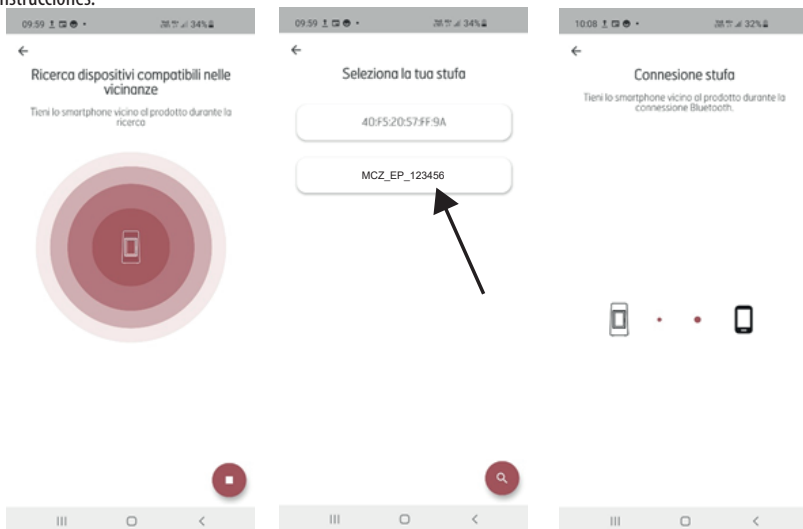 nstrucciones.
09:59
34%
Ricerca dispositivi compatibili nelle
vicinanze
Tieni lo smartphone vicino al prodotto durante la
ricerca
09:59
34%
Seleziona la tua stufa
40:F5:20:57:FF:9A
MCZ_EP_123456
10:08
32%
Connesione stufa
Tieni lo smartphone vicino al prodotto durante la
connessione Bluetooth.